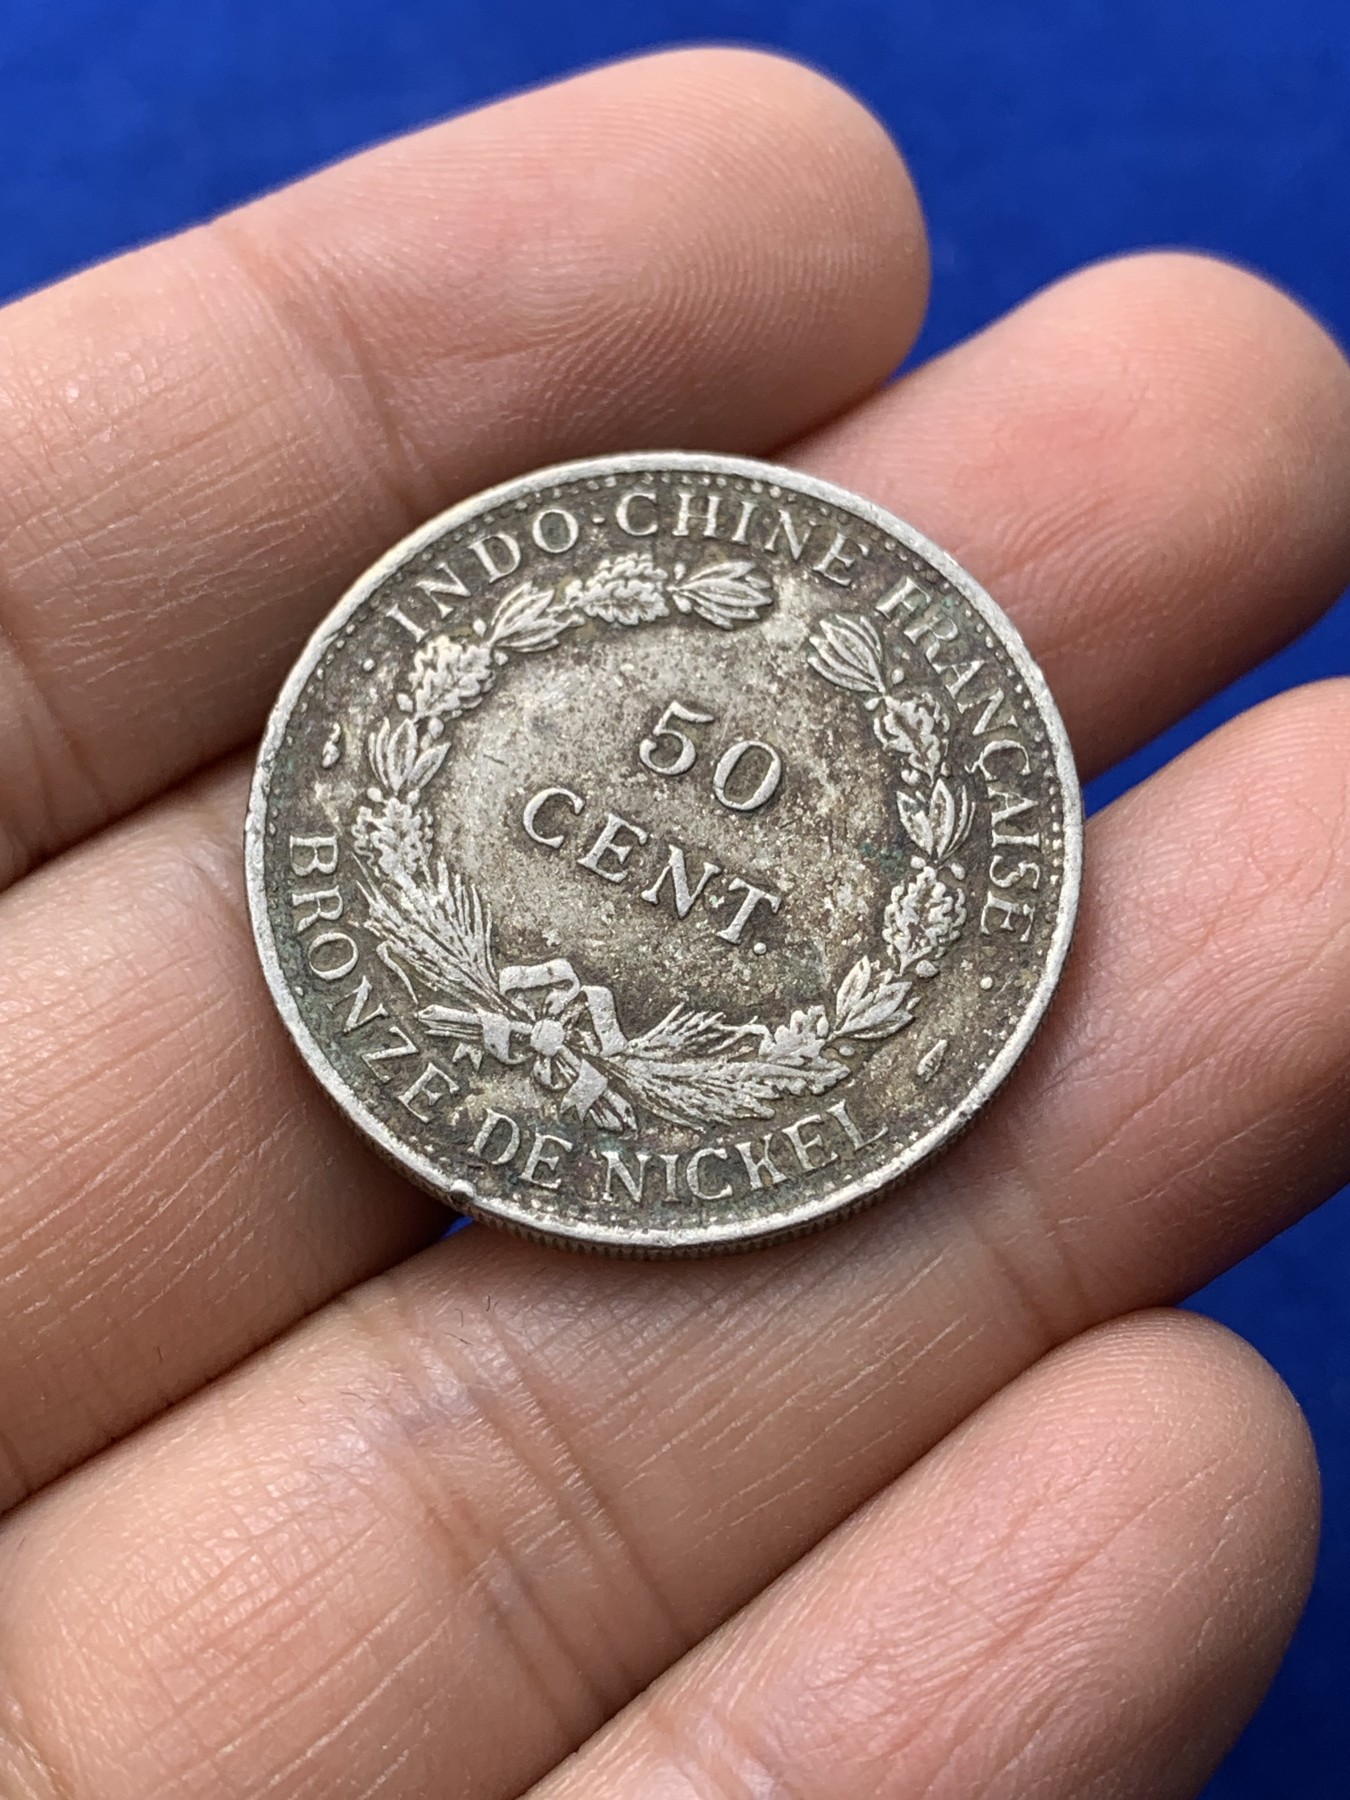 INDO·CHINE FRANÇAISE
50
CENT.
BRONZE DE NICKEL